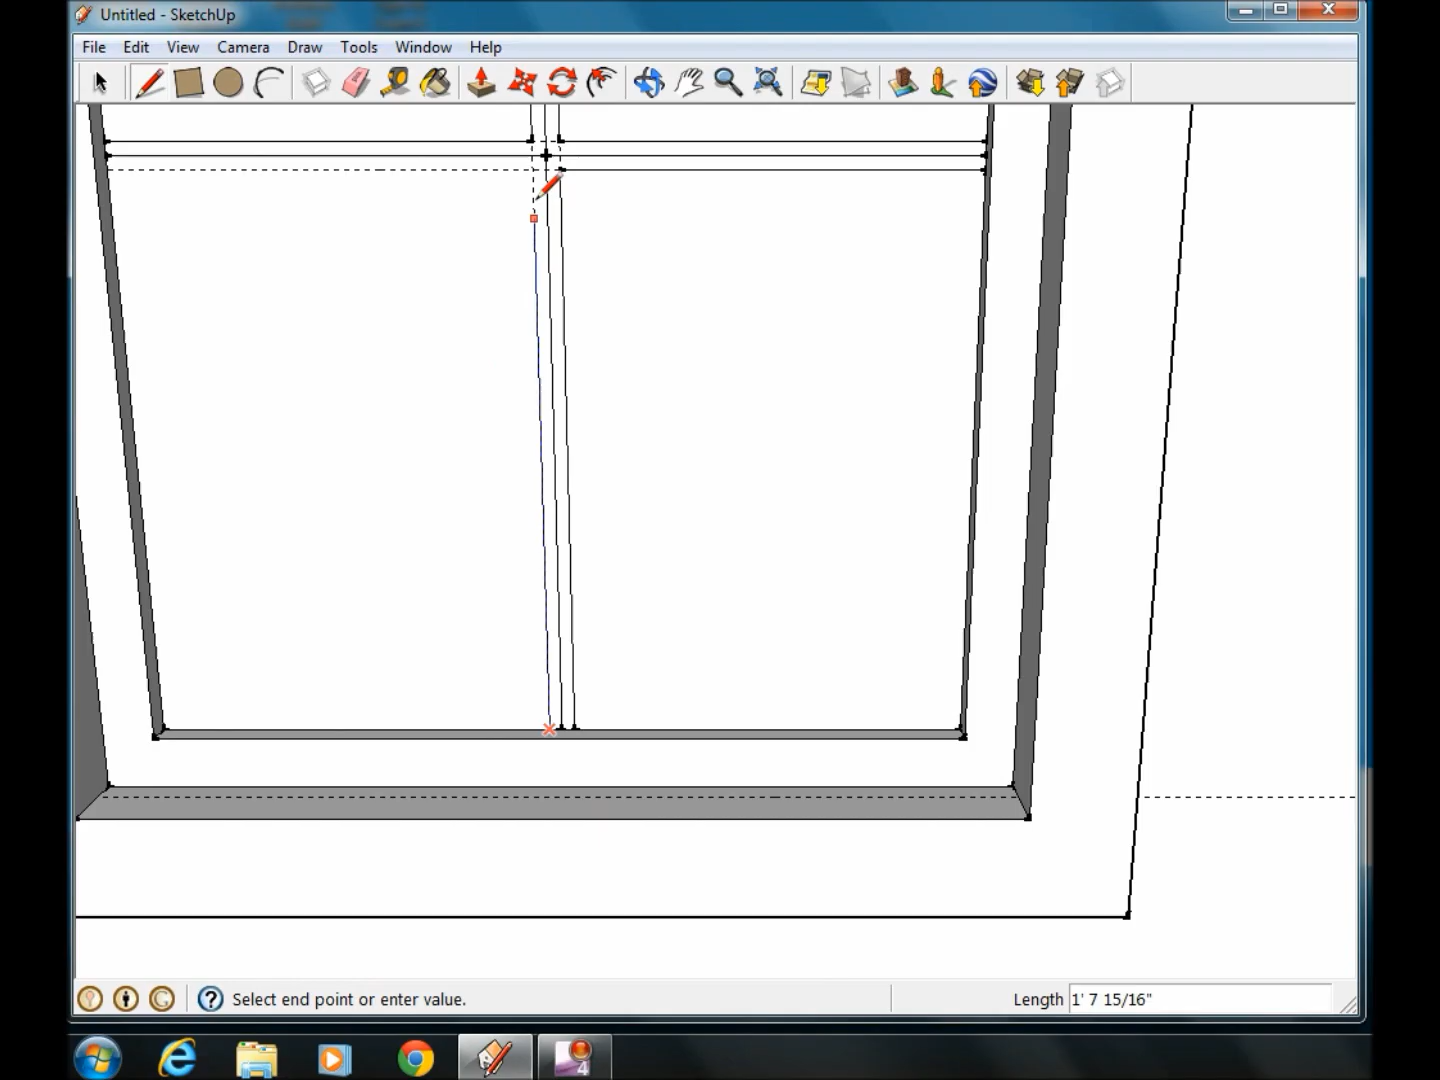 Untitled - SketchUp
File Edit View Camera Draw Tools Window Help
Select end point or enter value.
Length 1' 7 15/16"
4